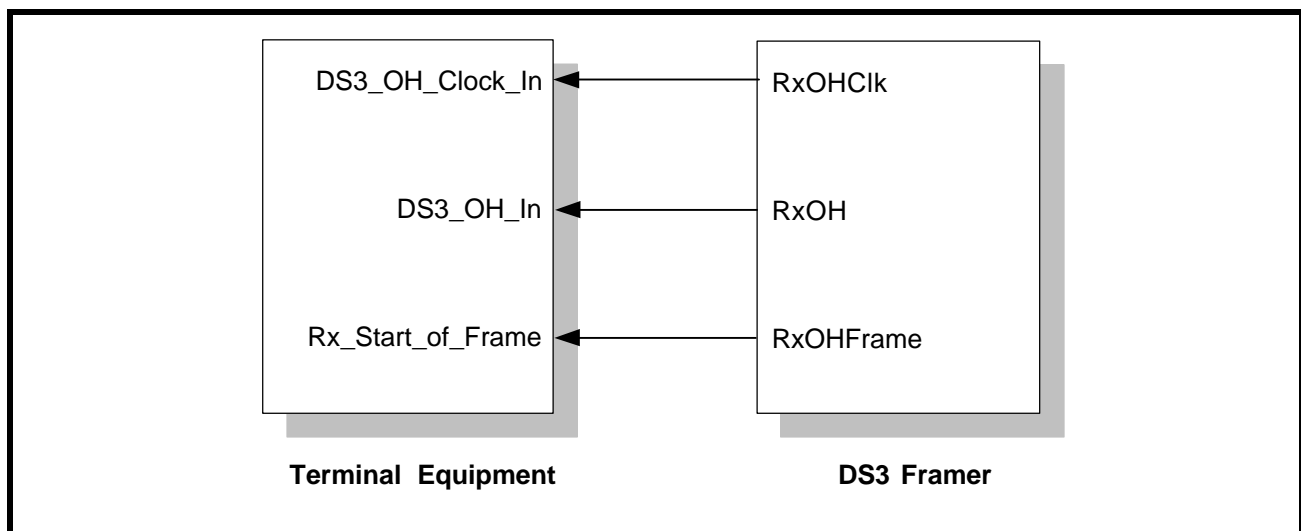 DS3_OH_Clock_In
RxOHClk
DS3_OH_In
RxOH
Rx_Start_of_Frame
RxOHFrame
Terminal Equipment
DS3 Framer